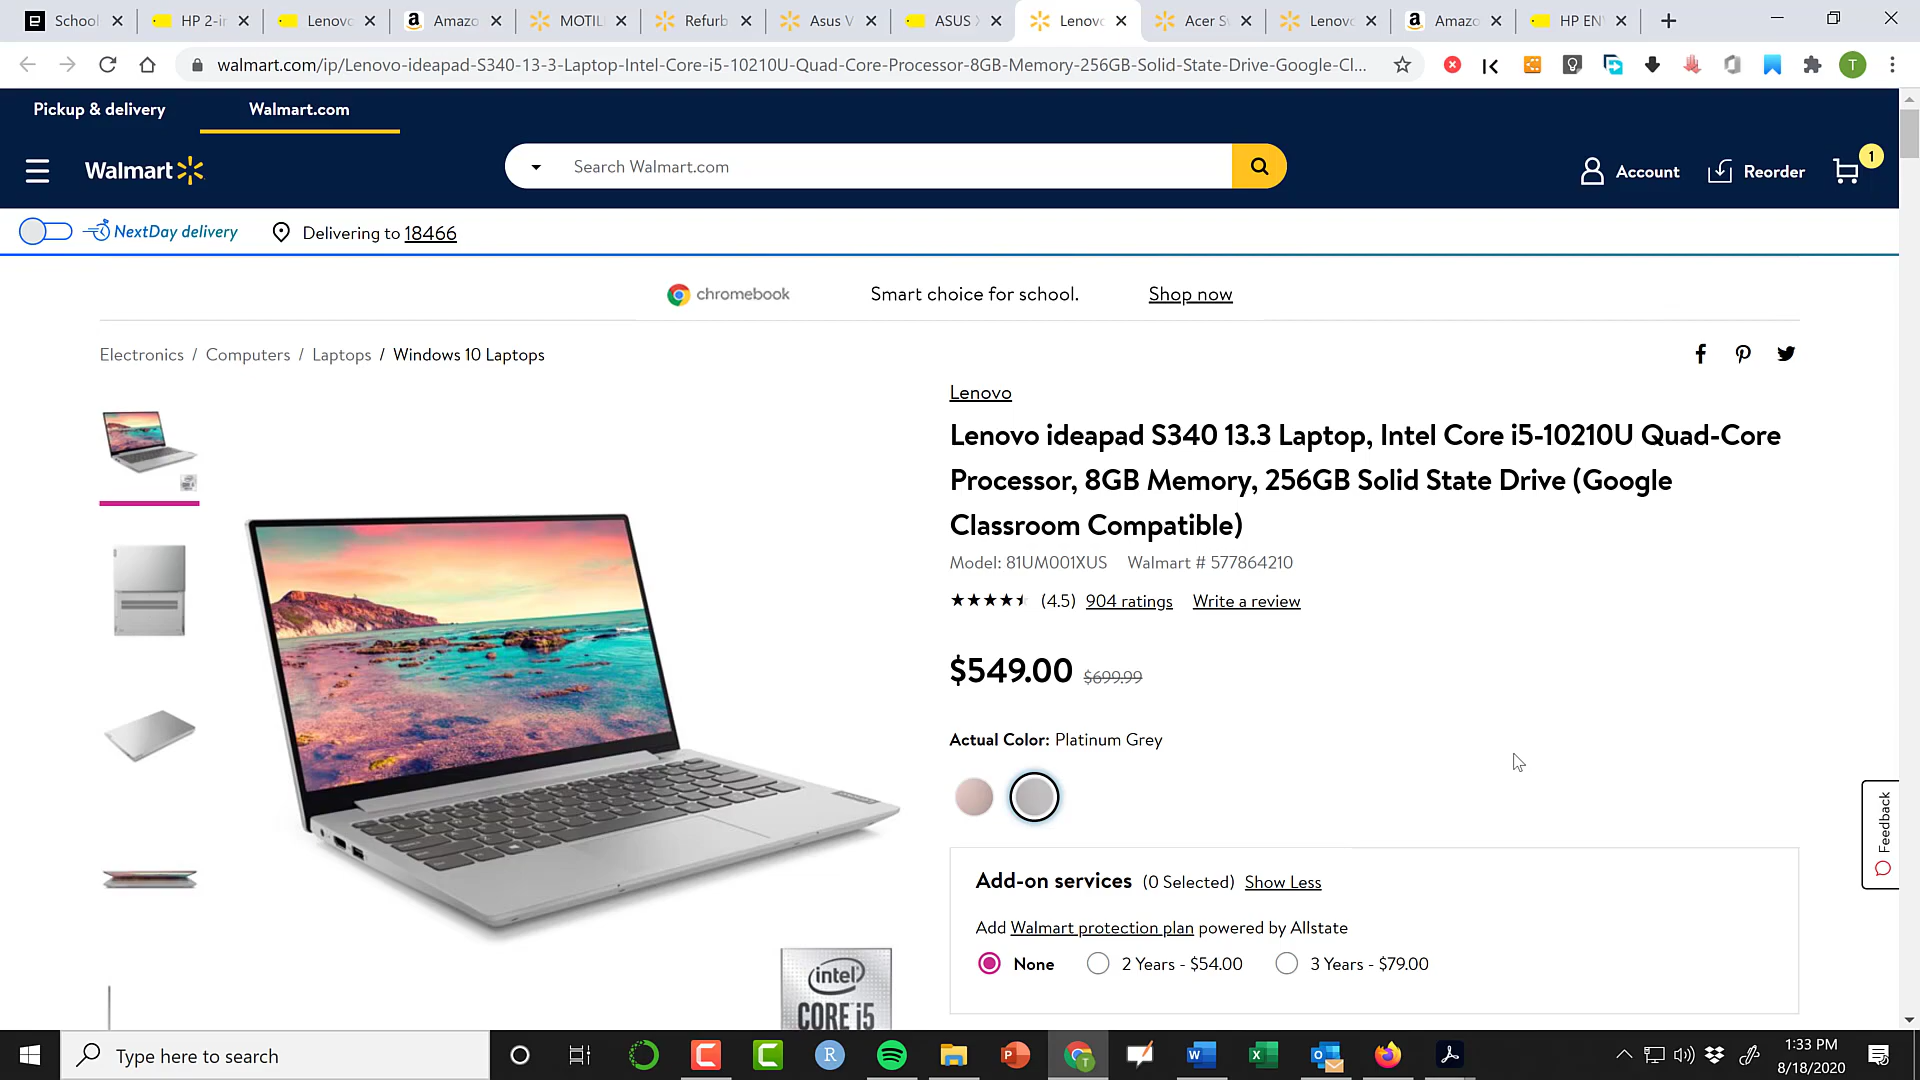 School
HP 2-i
Lenovo
Amazo
MOTIL
Refurb
Asus V
ASUS
Lenovo
Acer S
Lenovo
Amazo
HP EN
walmart.com/ip/Lenovo-ideapad-S340-13-3-Laptop-Intel-Core-i5-10210U-Quad-Core-Processor-8GB-Memory-256GB-Solid-State-Drive-Google-Cl...
T
Pickup & delivery
Walmart.com
Walmart
Search Walmart.com
Account
Reorder
1
NextDay delivery
Delivering to 18466
chromebook
Smart choice for school.
Shop now
Electronics / Computers / Laptops / Windows 10 Laptops
Lenovo
Lenovo ideapad S340 13.3 Laptop, Intel Core i5-10210U Quad-Core
Processor, 8GB Memory, 256GB Solid State Drive (Google
Classroom Compatible)
Model: 81UM001XUS Walmart # 577864210
(4.5) 904 ratings Write a review
$549.00 $699.99
Actual Color: Platinum Grey
Feedback
Add-on services (0 Selected) Show Less
Add Walmart protection plan powered by Allstate
None
2 Years - $54.00
3 Years - $79.00
intel
CORE i5
Type here to search
1:33 PM
8/18/2020